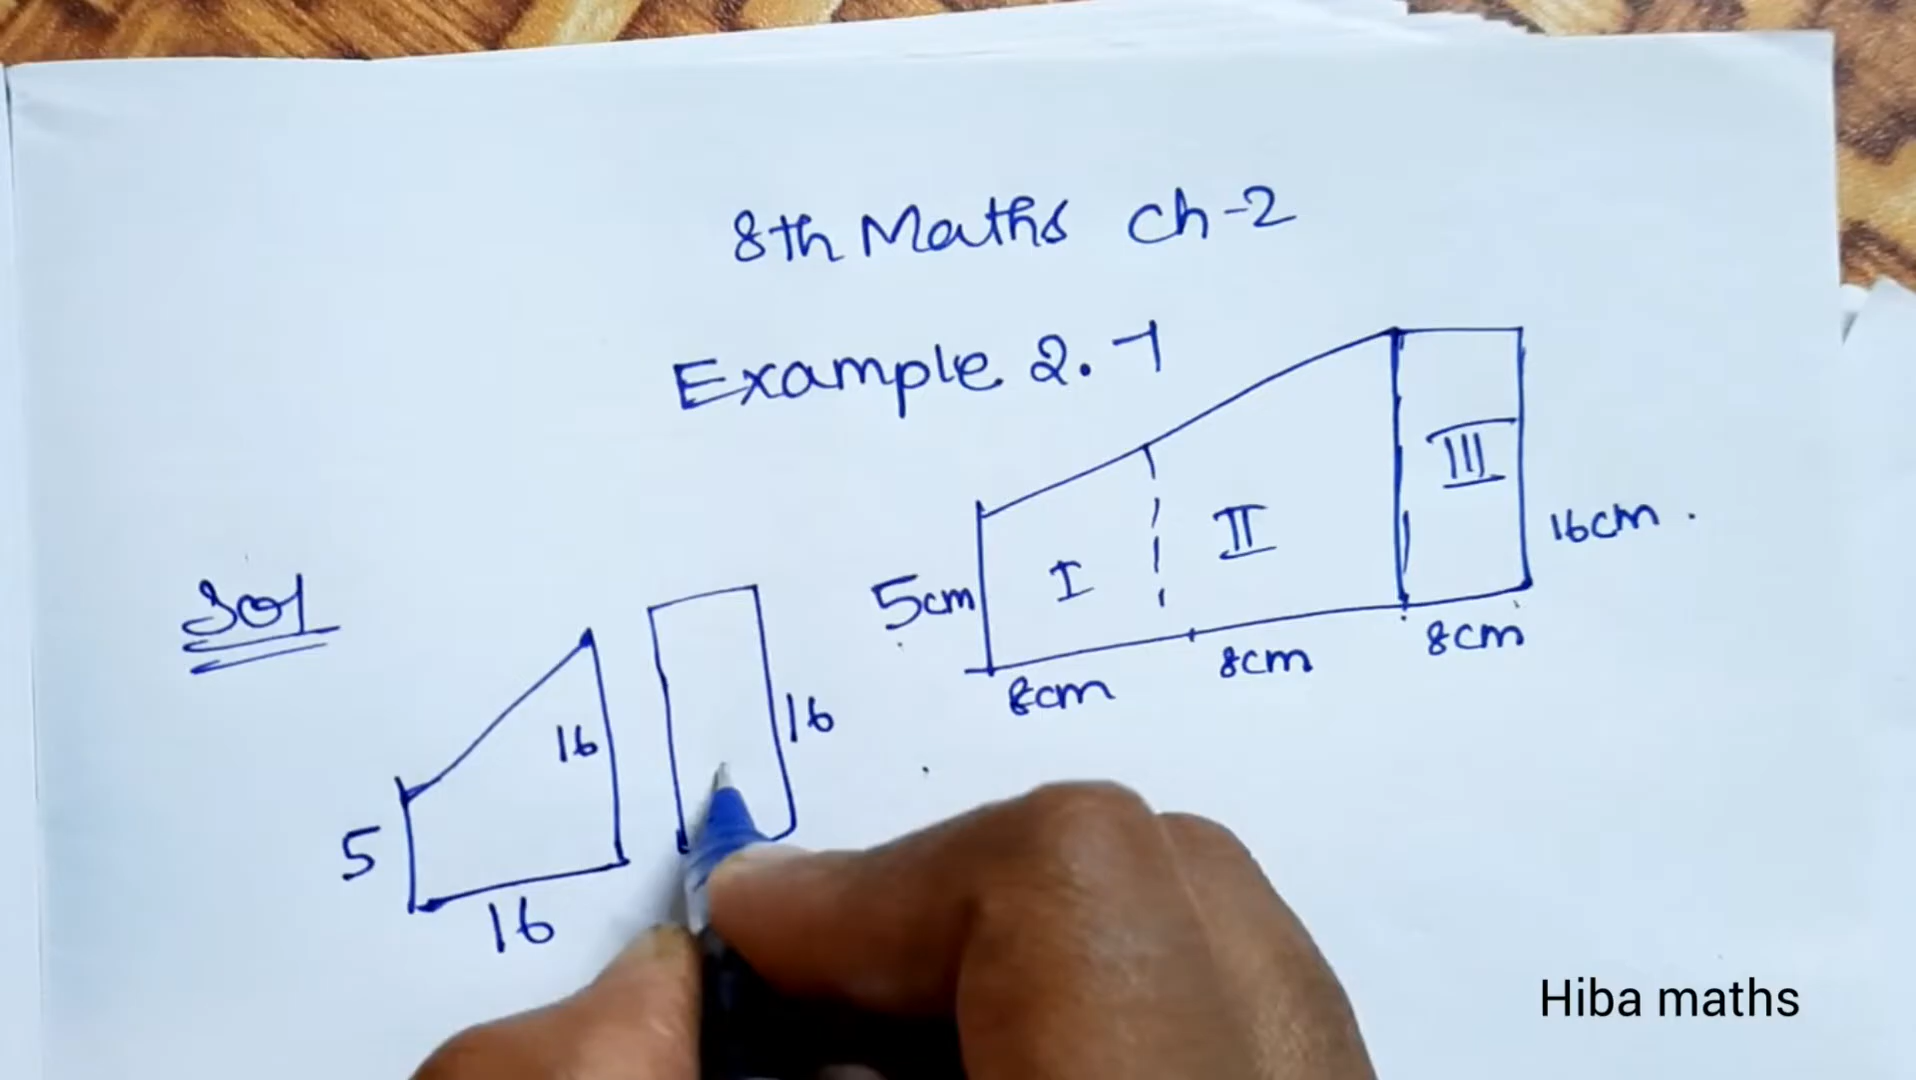 8th Maths Ch-2
Example 2.7
III
II
I
5cm
16cm.
8cm
8cm
8cm
Sol
16
16
5
16
Hiba maths